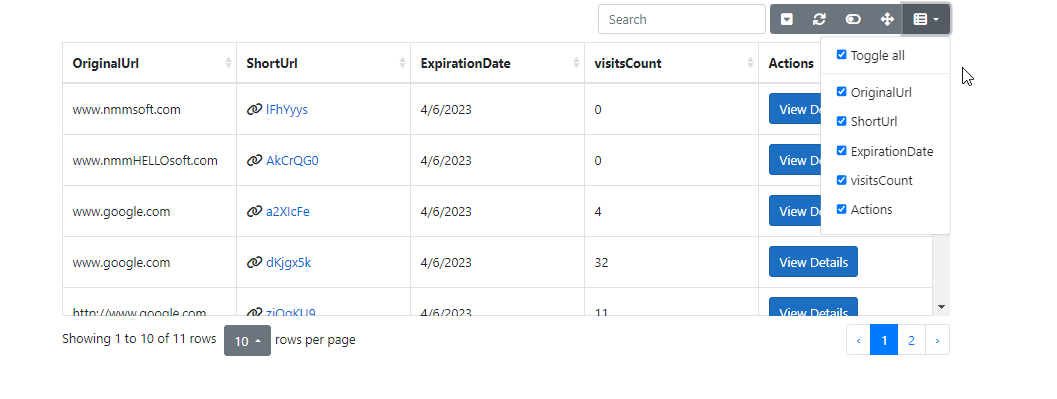 Search
Toggle all
OriginalUrl
ShortUrl
ExpirationDate
visitsCount
Actions
OriginalUrl ShortUrl ExpirationDate visitsCount Actions
www.nmmsoft.com lFhYyys 4/6/2023 0 View De
www.nmmHELLOsoft.com AkCrQG0 4/6/2023 0 View De
www.google.com a2XIcFe 4/6/2023 4 View De
www.google.com dKjgx5k 4/6/2023 32 View Details
http://www.google.com 4/6/2023 11 View Details
Showing 1 to 10 of 11 rows 10 rows per page
‹ 1 2 ›